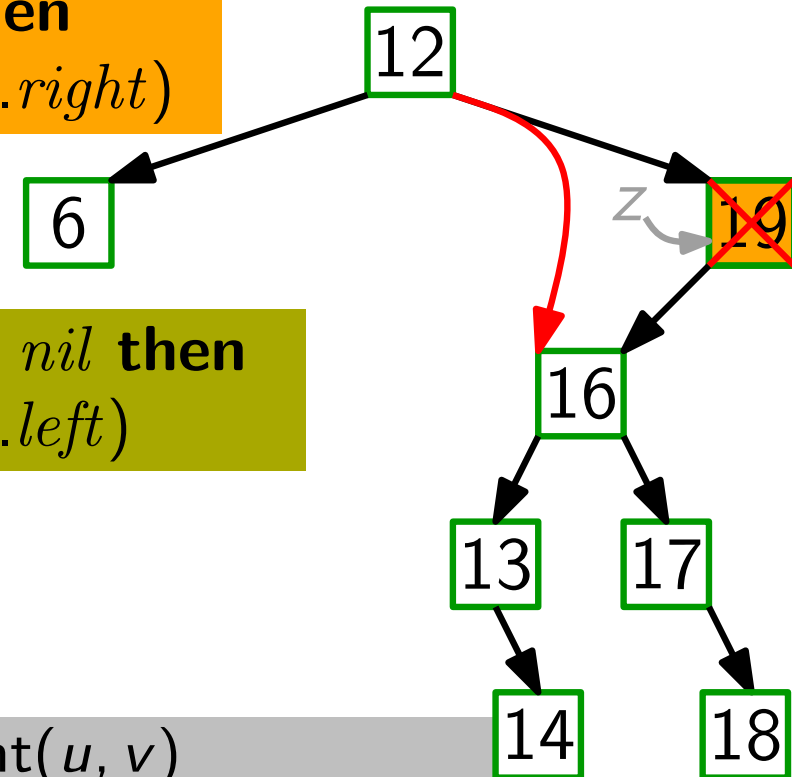 en
.right)
12
6
z
19
nil then
.left)
16
13
17
14
18
nt(u, v)